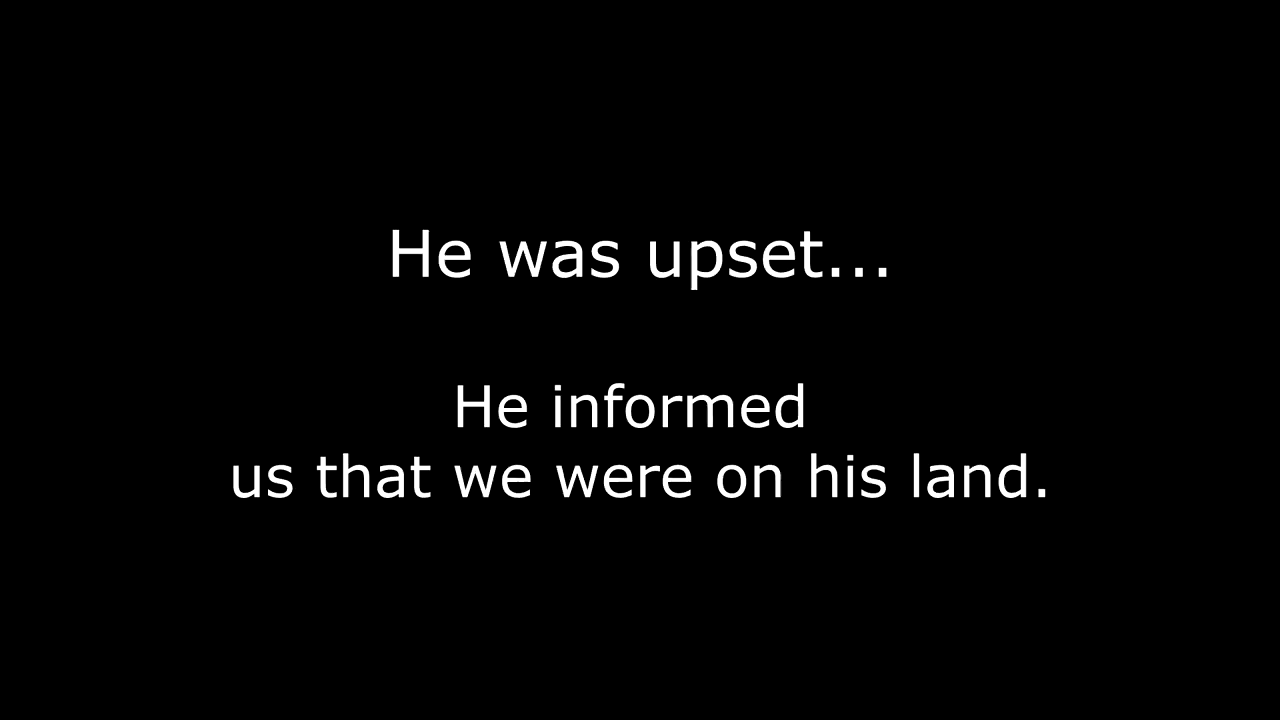 He was upset...
He informed
us that we were on his land.